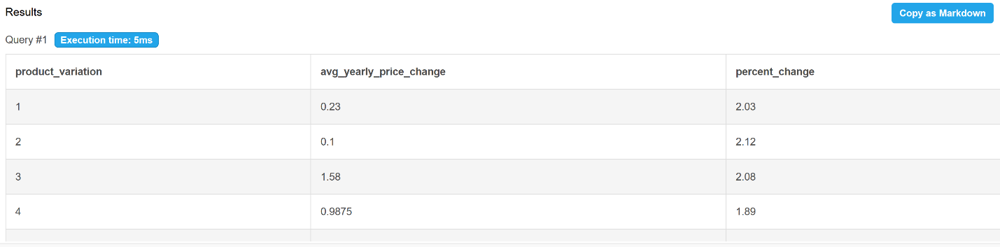 Results
Copy as Markdown
Query #1 Execution time: 5ms
product_variation avg_yearly_price_change percent_change
1 0.23 2.03
2 0.1 2.12
3 1.58 2.08
4 0.9875 1.89